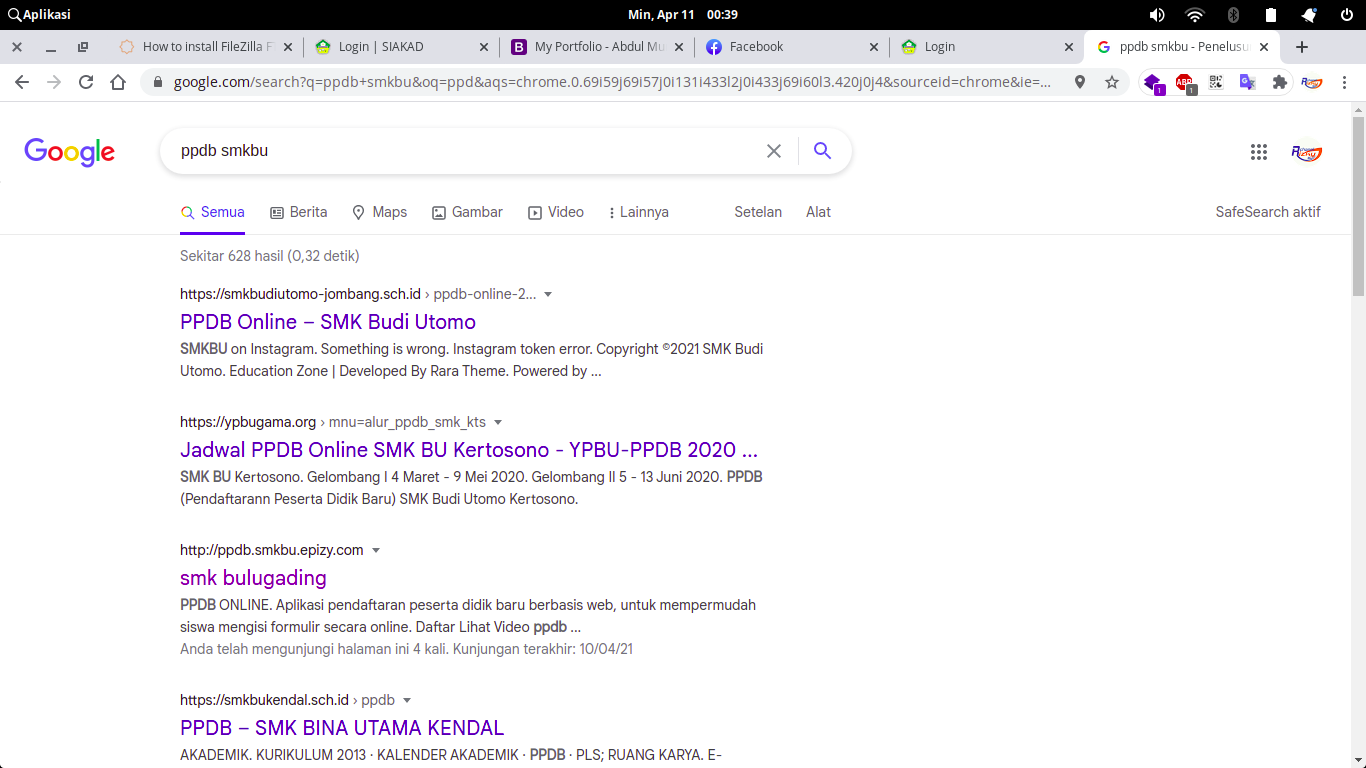 Aplikasi
Min, Apr 11 00:39
How to install FileZilla F
Login | SIAKAD
My Portfolio - Abdul Mu
Facebook
Login
ppdb smkbu - Penelusu
google.com/search?q=ppdb+smkbu&oq=ppd&aqs=chrome.0.69i59j69i57j0i131i433l2j0i433j69i60l3.420j0j4&sourceid=chrome&ie=...
1
ABP
1
Google
ppdb smkbu
Semua
Berita
Maps
Gambar
Video
Lainnya
Setelan
Alat
SafeSearch aktif
Sekitar 628 hasil (0,32 detik)
https://smkbudiutomo-jombang.sch.id › ppdb-online-2...
PPDB Online – SMK Budi Utomo
SMKBU on Instagram. Something is wrong. Instagram token error. Copyright ©2021 SMK Budi
Utomo. Education Zone | Developed By Rara Theme. Powered by ...
https://ypbugama.org › mnu=alur_ppdb_smk_kts
Jadwal PPDB Online SMK BU Kertosono - YPBU-PPDB 2020 ...
SMK BU Kertosono. Gelombang I 4 Maret - 9 Mei 2020. Gelombang II 5 - 13 Juni 2020. PPDB
(Pendaftarann Peserta Didik Baru) SMK Budi Utomo Kertosono.
http://ppdb.smkbu.epizy.com
smk bulugading
PPDB ONLINE. Aplikasi pendaftaran peserta didik baru berbasis web, untuk mempermudah
siswa mengisi formulir secara online. Daftar Lihat Video ppdb ...
Anda telah mengunjungi halaman ini 4 kali. Kunjungan terakhir: 10/04/21
https://smkbukendal.sch.id › ppdb
PPDB – SMK BINA UTAMA KENDAL
AKADEMIK. KURIKULUM 2013 · KALENDER AKADEMIK · PPDB · PLS; RUANG KARYA. E-